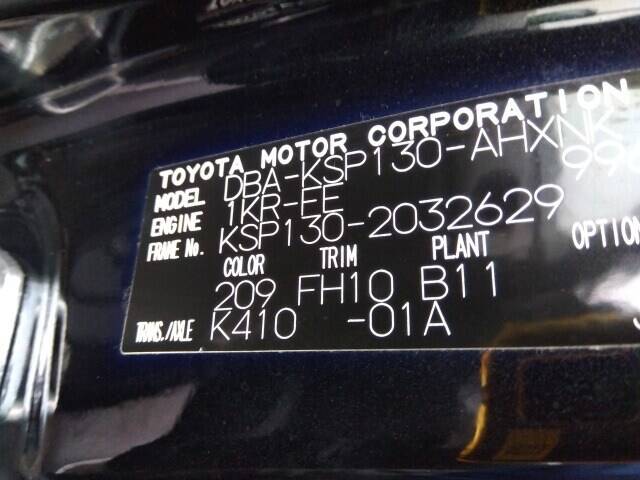 TOYOTA MOTOR CORPORATION
MODEL DBA-KSP130-AHXNK
ENGINE 1KR-FE 99
FRAME No. KSP130-2032629
COLOR TRIM PLANT OPTION
209 FH10 B11
TRANS./AXLE K410 -01A